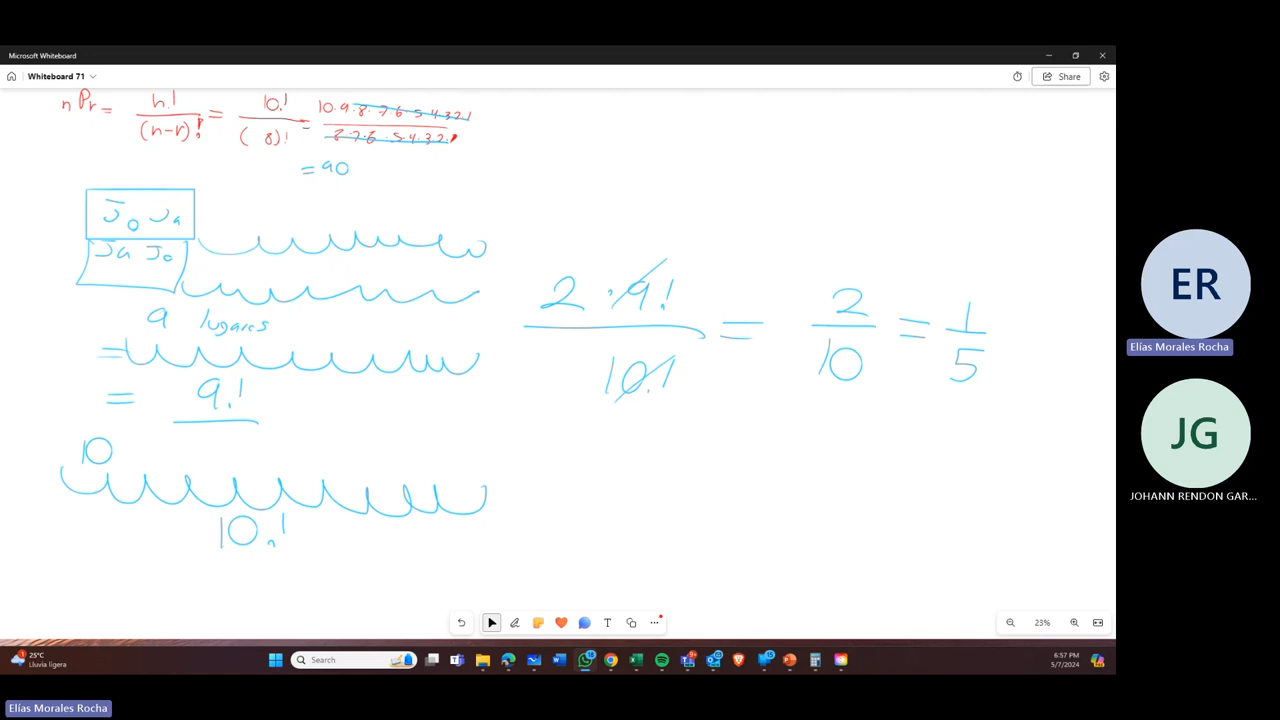 Microsoft Whiteboard
Whiteboard 71
Share
nPr = n! / (n-r)! = 10! / ( 8)! = 10·9·8·7·6·5·4·3·2·1 / 8·7·6·5·4·3·2·1
= 90
Jo Ja
Ja Jo
9 lugares
=
= 9!
10
10!
2·9! / 10! = 2 / 10 = 1 / 5
ER
Elías Morales Rocha
JG
JOHANN RENDON GAR...
23%
25°C
Lluvia ligera
Search
6:57 PM
5/7/2024
Elías Morales Rocha